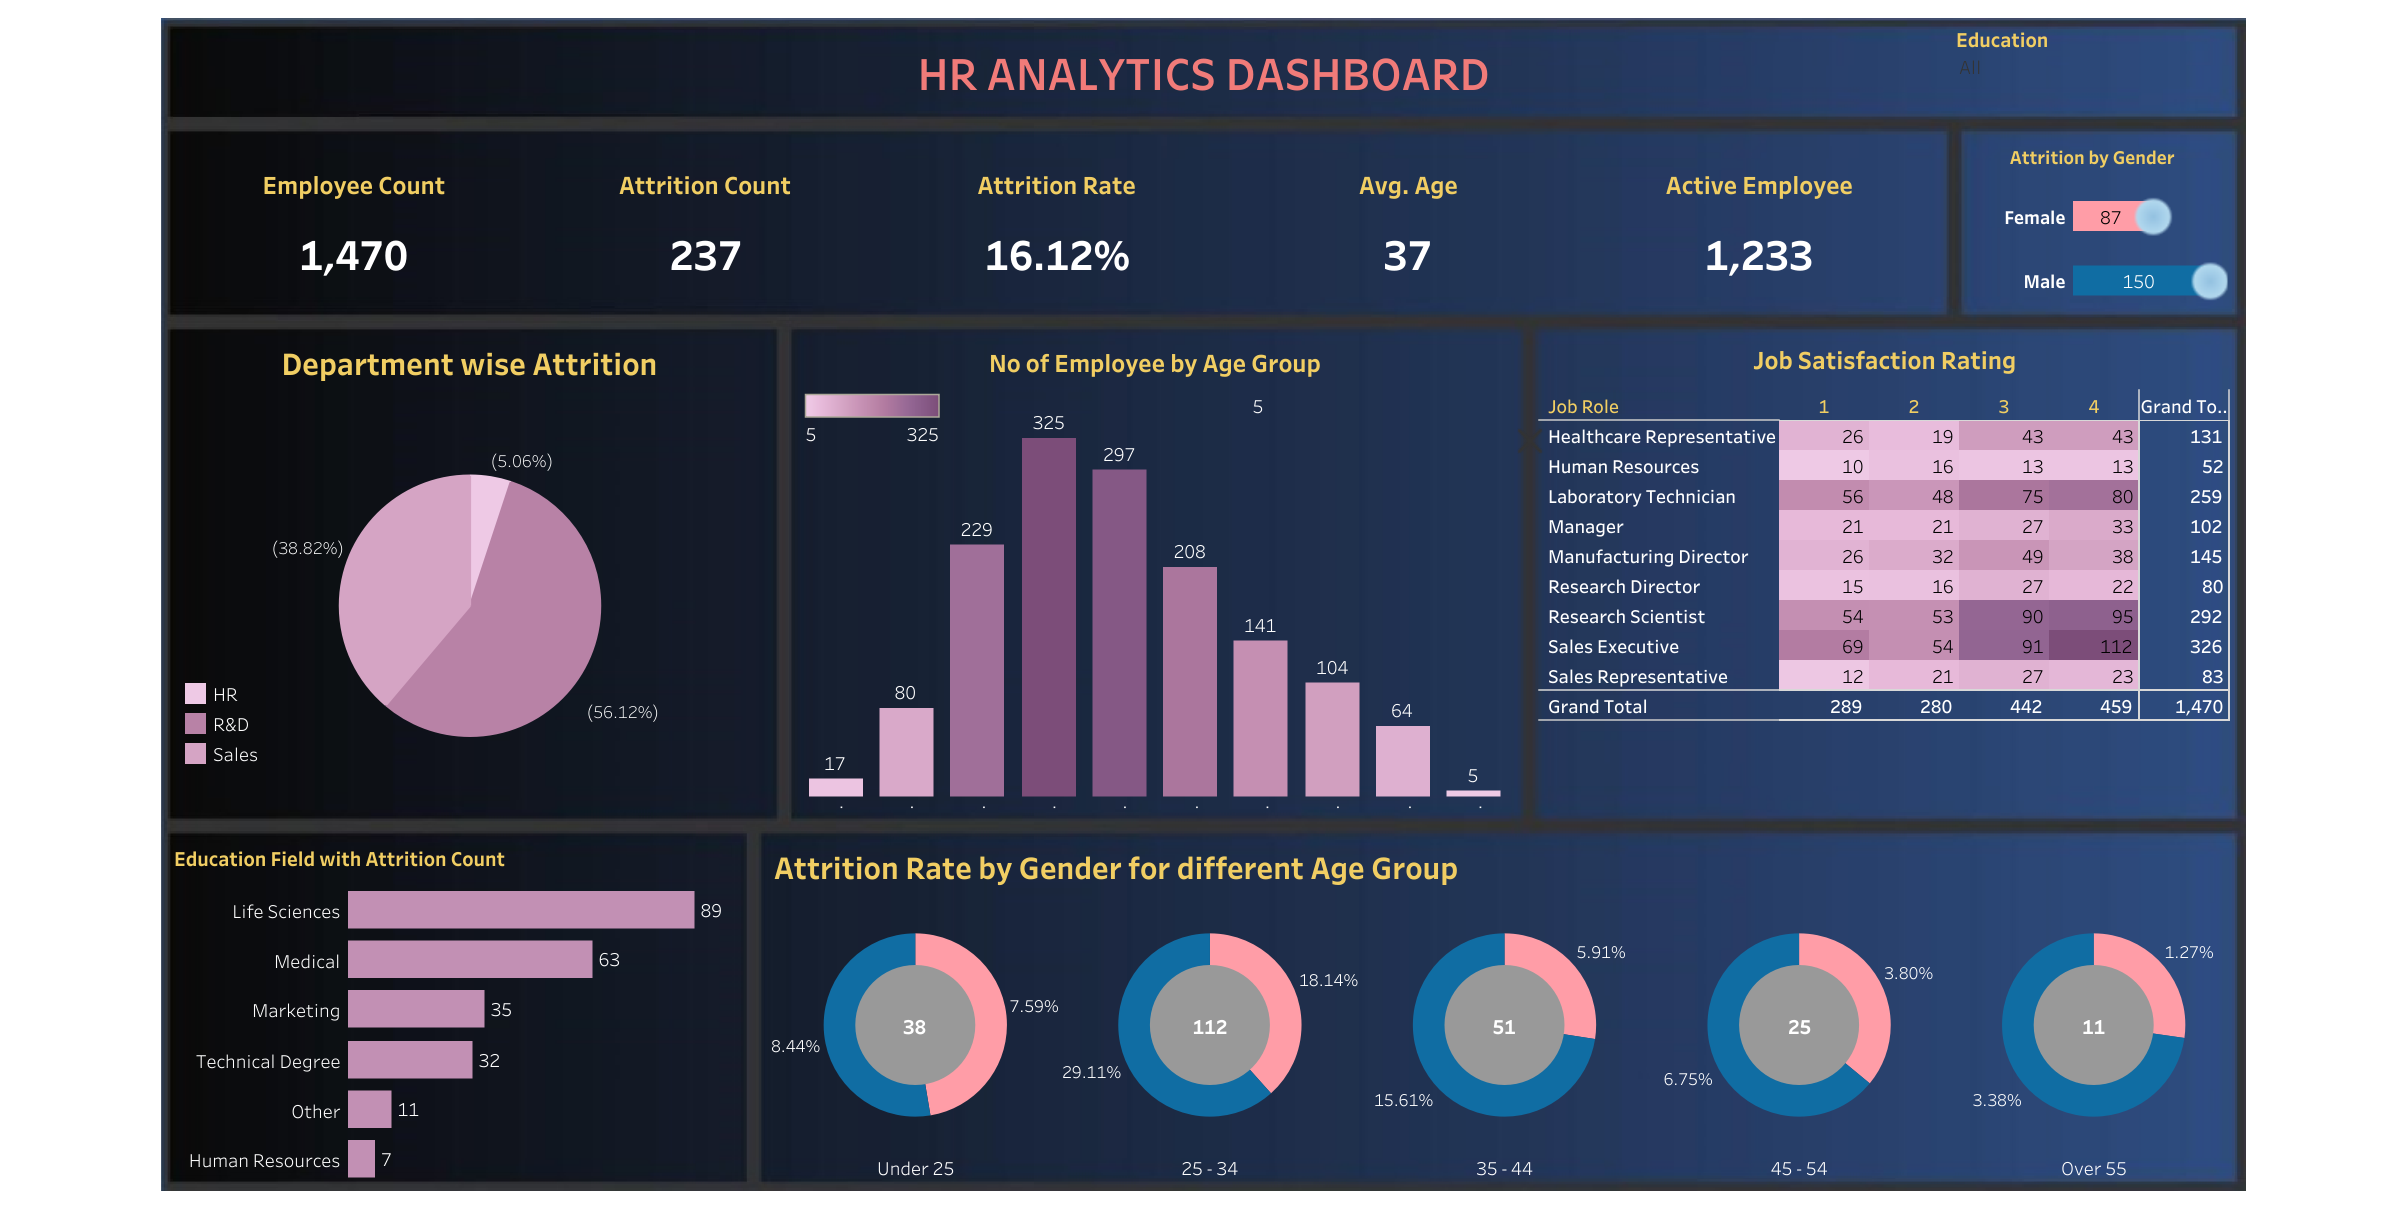 HR ANALYTICS DASHBOARD
Education
All
Employee Count
1,470
Attrition Count
237
Attrition Rate
16.12%
Avg. Age
37
Active Employee
1,233
Attrition by Gender
Female 87
Male 150
Department wise Attrition
(5.06%)
(38.82%)
(56.12%)
HR
R&D
Sales
No of Employee by Age Group
5 325
5
17
80
229
325
297
208
141
104
64
5
Job Satisfaction Rating
Job Role 1 2 3 4 Grand To..
Healthcare Representative 26 19 43 43 131
Human Resources 10 16 13 13 52
Laboratory Technician 56 48 75 80 259
Manager 21 21 27 33 102
Manufacturing Director 26 32 49 38 145
Research Director 15 16 27 22 80
Research Scientist 54 53 90 95 292
Sales Executive 69 54 91 112 326
Sales Representative 12 21 27 23 83
Grand Total 289 280 442 459 1,470
Education Field with Attrition Count
Life Sciences 89
Medical 63
Marketing 35
Technical Degree 32
Other 11
Human Resources 7
Attrition Rate by Gender for different Age Group
7.59%
38
8.44%
Under 25
18.14%
112
29.11%
25 - 34
5.91%
51
15.61%
35 - 44
3.80%
25
6.75%
45 - 54
1.27%
11
3.38%
Over 55